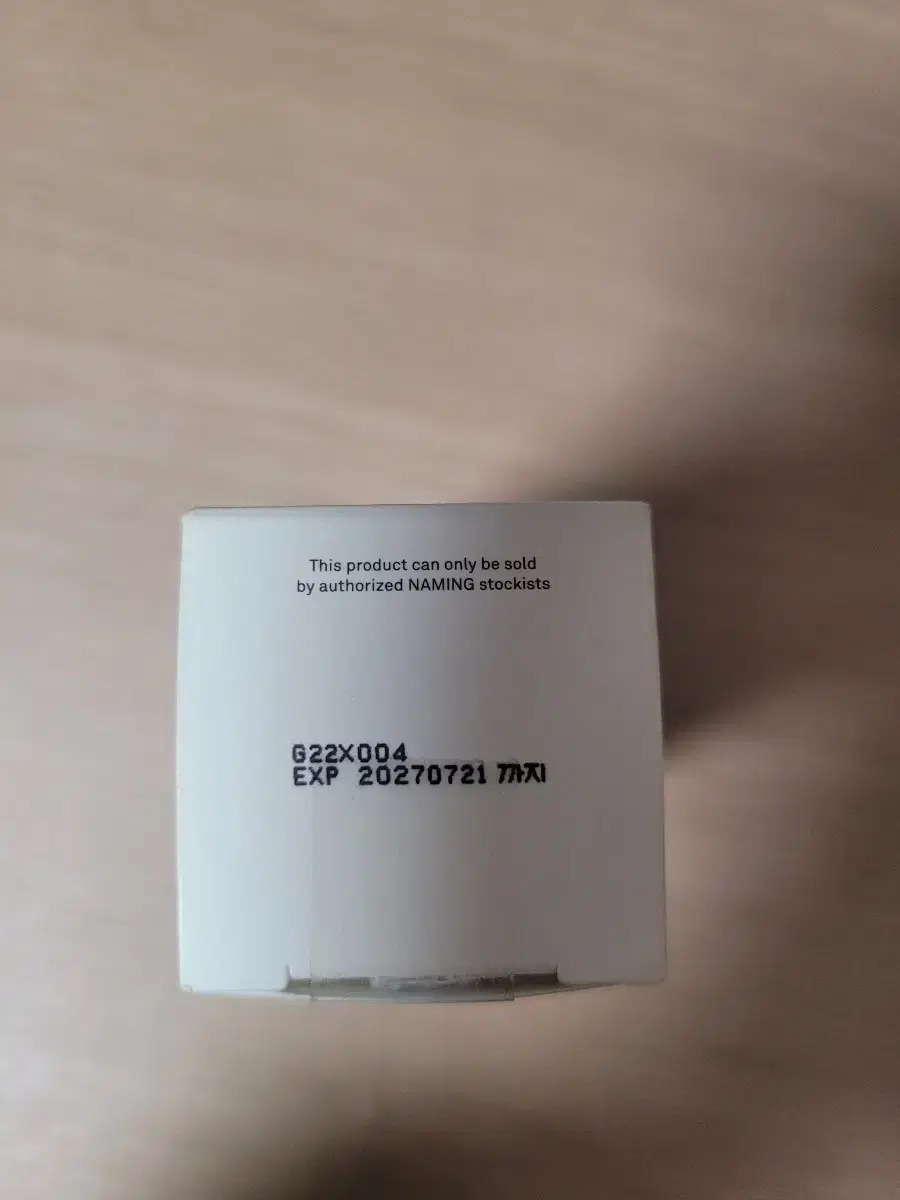 This product can only be sold
by authorized NAMING stockists
G22X004
EXP 20270721 까지